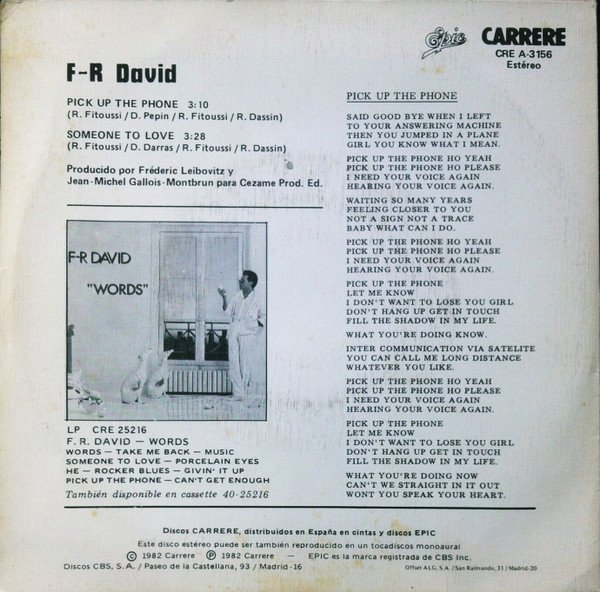 F-R David
PICK UP THE PHONE 3:10
(R. Fitoussi / D. Pepin / R. Fitoussi / R. Dassin)
SOMEONE TO LOVE 3:28
(R. Fitoussi / D. Darras / R. Fitoussi / R. Dassin)
Producido por Fréderic Leibovitz y
Jean-Michel Gallois-Montbrun para Cezame Prod. Ed.
F-R DAVID
"WORDS"
LP CRE 25216
F. R. DAVID — WORDS
WORDS — TAKE ME BACK — MUSIC
SOMEONE TO LOVE — PORCELAIN EYES
HE — ROCKER BLUES — GIVIN' IT UP
PICK UP THE PHONE — CAN'T GET ENOUGH
También disponible en cassette 40-25216
Epic CARRERE
CRE A-3156
Estéreo
PICK UP THE PHONE
SAID GOOD BYE WHEN I LEFT
TO YOUR ANSWERING MACHINE
THEN YOU JUMPED IN A PLANE
GIRL YOU KNOW WHAT I MEAN.
PICK UP THE PHONE HO YEAH
PICK UP THE PHONE HO PLEASE
I NEED YOUR VOICE AGAIN
HEARING YOUR VOICE AGAIN.
WAITING SO MANY YEARS
FEELING CLOSER TO YOU
NOT A SIGN NOT A TRACE
BABY WHAT CAN I DO.
PICK UP THE PHONE HO YEAH
PICK UP THE PHONE HO PLEASE
I NEED YOUR VOICE AGAIN
HEARING YOUR VOICE AGAIN.
PICK UP THE PHONE
LET ME KNOW
I DON'T WANT TO LOSE YOU GIRL
DON'T HANG UP GET IN TOUCH
FILL THE SHADOW IN MY LIFE.
WHAT YOU'RE DOING KNOW.
INTER COMMUNICATION VIA SATELITE
YOU CAN CALL ME LONG DISTANCE
WHATEVER YOU LIKE.
PICK UP THE PHONE HO YEAH
PICK UP THE PHONE HO PLEASE
I NEED YOUR VOICE AGAIN
HEARING YOUR VOICE AGAIN.
PICK UP THE PHONE
LET ME KNOW
I DON'T WANT TO LOSE YOU GIRL
DON'T HANG UP GET IN TOUCH
FILL THE SHADOW IN MY LIFE.
WHAT YOU'RE DOING NOW
CAN'T WE STRAIGHT IN IT OUT
WONT YOU SPEAK YOUR HEART.
Discos CARRERE, distribuidos en España en cintas y discos EPIC
Este disco estéreo puede ser también reproducido en un tocadiscos monoaural
© 1982 Carrere ℗ 1982 Carrere — EPIC es la marca registrada de CBS Inc.
Discos CBS, S.A. / Paseo de la Castellana, 93 / Madrid-16
Offset A.L.G, S.A. / San Raimundo, 31 / Madrid-20